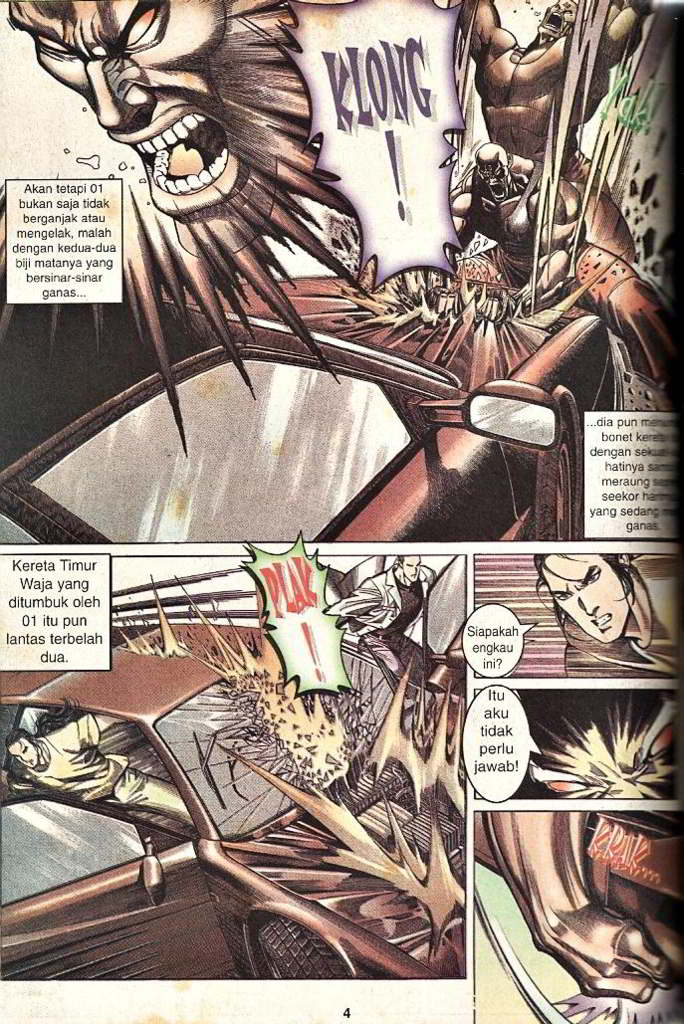 KLONG
!
Akan tetapi 01
bukan saja tidak
berganjak atau
mengelak, malah
dengan kedua-dua
biji matanya yang
bersinar-sinar
ganas...
...dia pun
bonet
dengan
hatinya
meraung
seekor
yang sedang
ganas.
Kereta Timur
Waja yang
ditumbuk oleh
01 itu pun
lantas terbelah
dua.
PLAK
!
Siapakah
engkau
ini?
Itu
aku
tidak
perlu
jawab!
KRAK
4